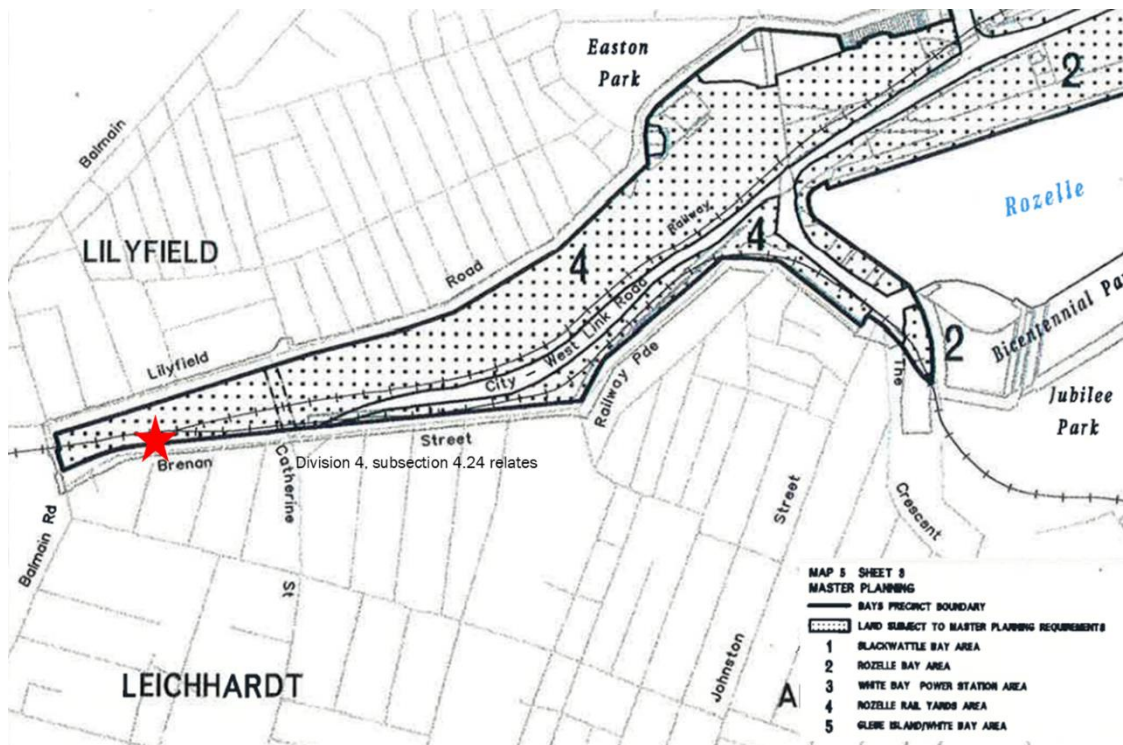 Easton
Park
2
Balmain
Rozelle
LILYFIELD
Railway
4
4
Road
Bicentennial Par
City West Link Road
2
Lilyfield
The
Railway Pde
Jubilee
Park
Street
Brenan
Catherine St
Division 4, subsection 4.24 relates
Balmain Rd
Street
Crescent
Johnston
LEICHHARDT
A
MAP 5 SHEET 3
MASTER PLANNING
BAYS PRECINCT BOUNDARY
LAND SUBJECT TO MASTER PLANNING REQUIREMENTS
1 BLACKWATTLE BAY AREA
2 ROZELLE BAY AREA
3 WHITE BAY POWER STATION AREA
4 ROZELLE RAIL YARDS AREA
5 GLEBE ISLAND/WHITE BAY AREA